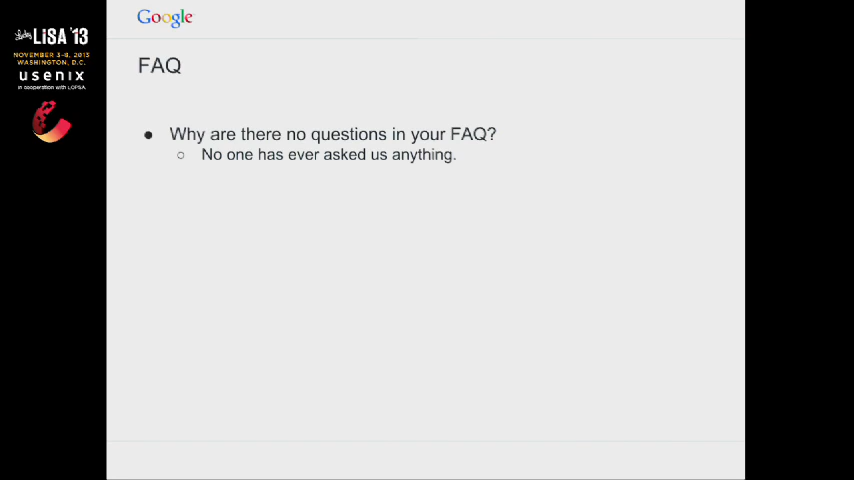 Lucky LISA '13
NOVEMBER 3–8, 2013
WASHINGTON, D.C.
usenix
in cooperation with LOPSA
Google
FAQ
● Why are there no questions in your FAQ?
○ No one has ever asked us anything.